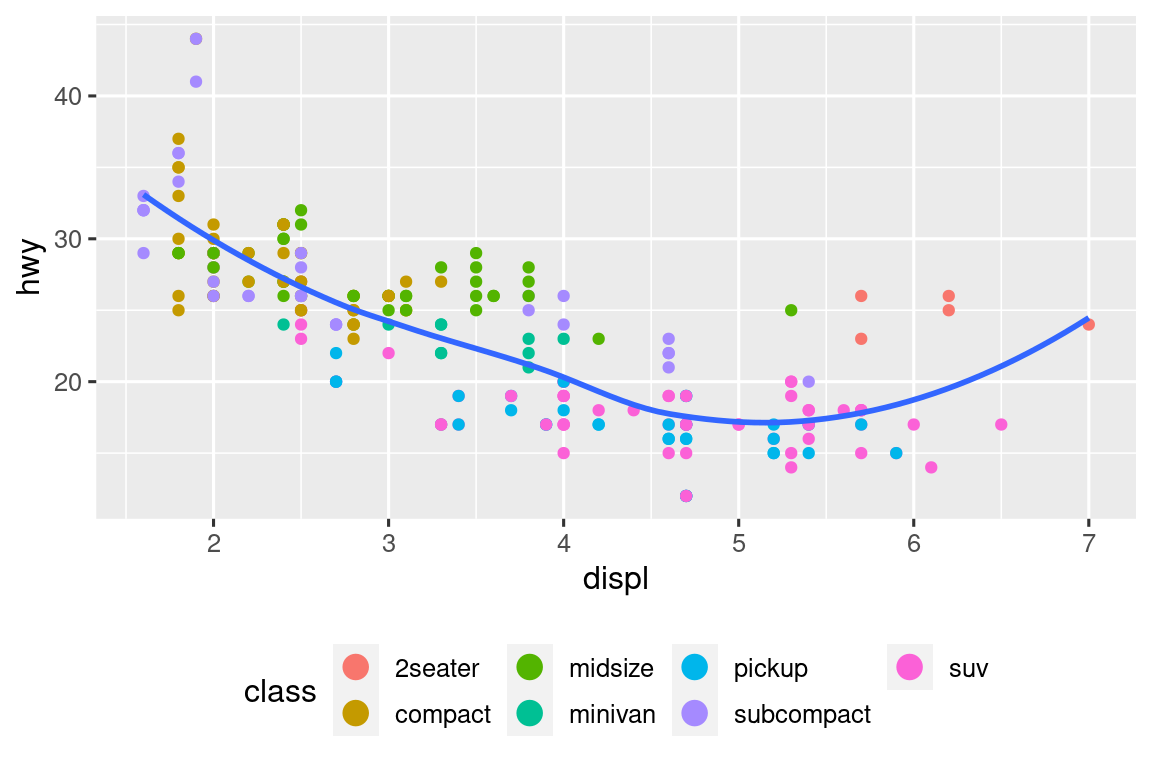 hwy
40
30
20
2 3 4 5 6 7
displ
class
2seater midsize pickup suv
compact minivan subcompact